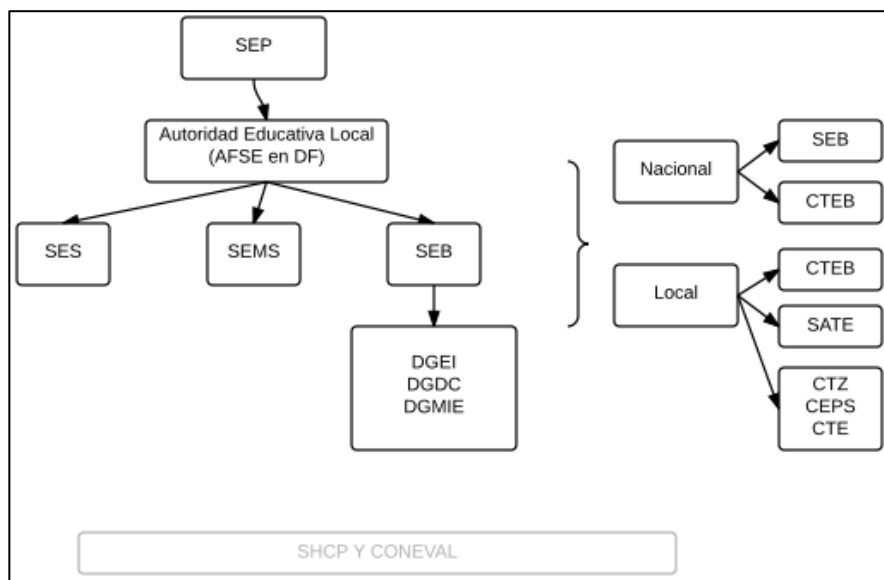 SEP
Autoridad Educativa Local
(AFSE en DF)
SES
SEMS
SEB
DGEI
DGDC
DGMIE
Nacional
SEB
CTEB
Local
CTEB
SATE
CTZ
CEPS
CTE
SHCP Y CONEVAL